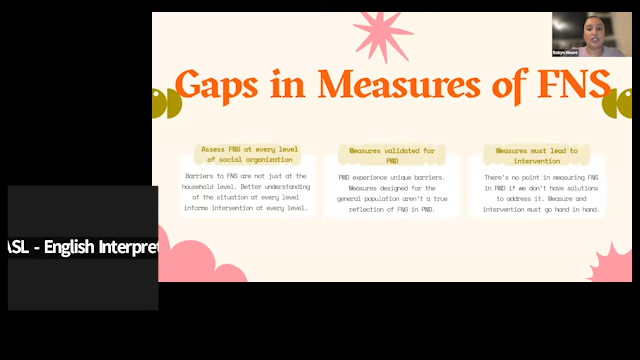 Robyn Moore
Gaps in Measures of FNS
Assess FNS at every level
of social organization
Barriers to FNS are not just at the
household level. Better understanding
of the situation at every level
informs intervention at every level.
Measures validated for
PWD
PWD experience unique barriers.
Measures designed for the
general population aren't a true
reflection of FNS in PWD.
Measures must lead to
intervention
There's no point in measuring FNS
in PWD if we don't have solutions
to address it. Measure and
intervention must go hand in hand.
ASL - English Interpret